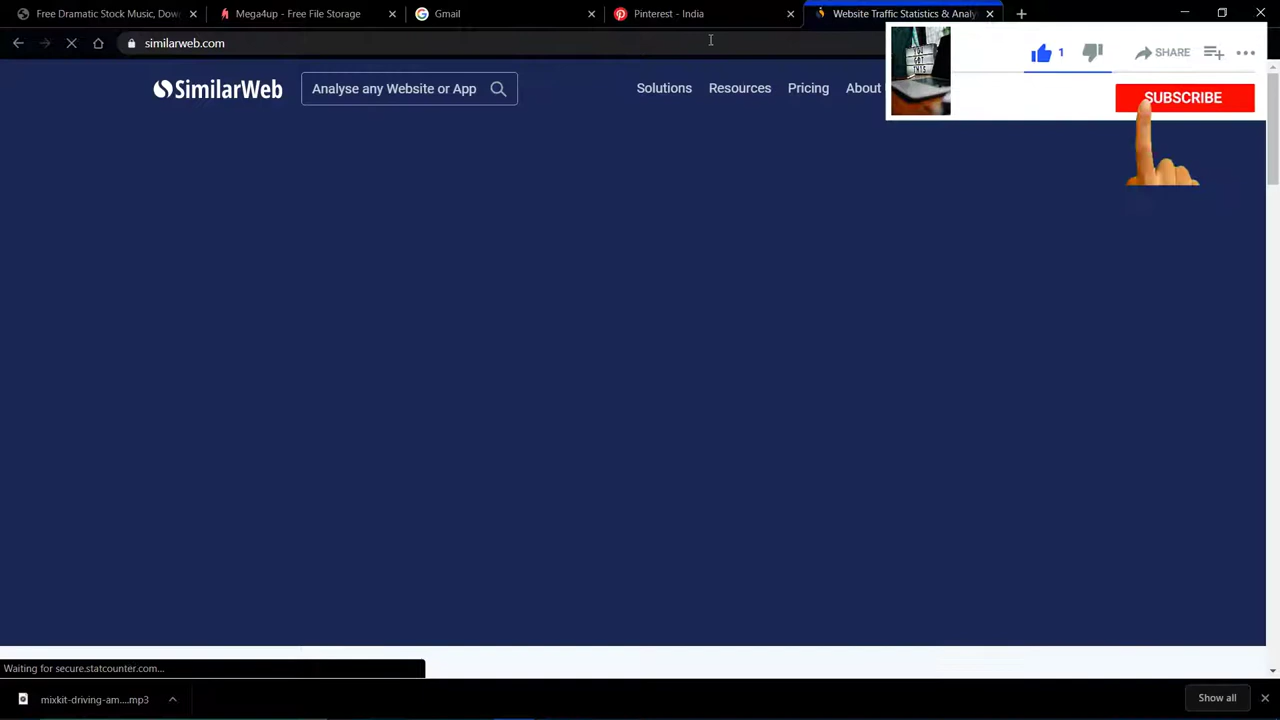 Free Dramatic Stock Music, Dow
Mega4up - Free File Storage
Gmail
Pinterest - India
Website Traffic Statistics & Analy
similarweb.com
SimilarWeb
Analyse any Website or App
Solutions
Resources
Pricing
About
1
SHARE
SUBSCRIBE
Waiting for secure.statcounter.com...
mixkit-driving-am....mp3
Show all